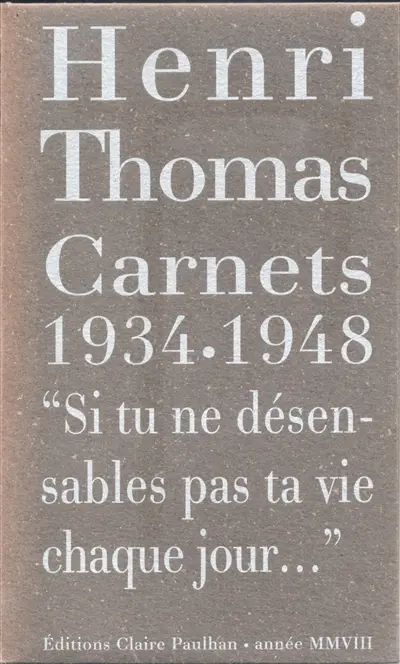 Henri
Thomas
Carnets
1934.1948
“Si tu ne désen-
sables pas ta vie
chaque jour...”
Éditions Claire Paulhan • année MMVIII